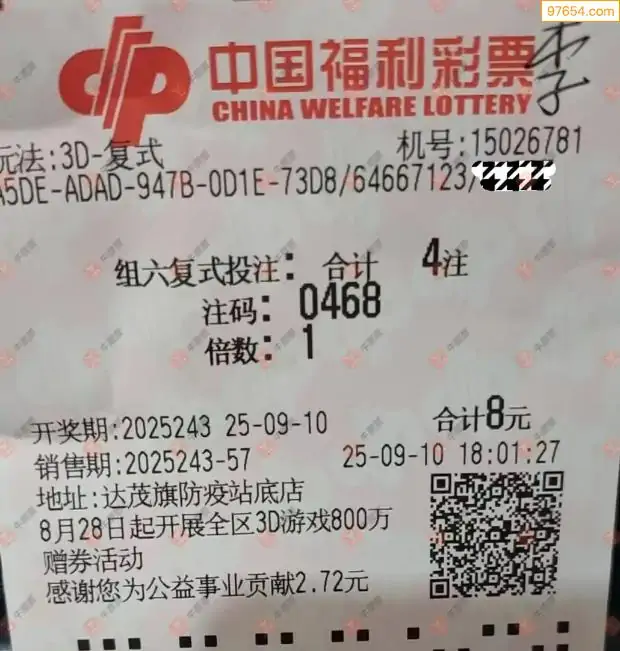 97654.com
中国福利彩票
李
CHINA WELFARE LOTTERY
玩法:3D-复式
机号:15026781
A5DE-ADAD-947B-0D1E-73D8/64667123/
组六复式投注: 合计 4注
注码: 0468
倍数: 1
开奖期:2025243 25-09-10
合计8元
销售期:2025243-57
25-09-10 18:01:27
地址:达茂旗防疫站底店
8月28日起开展全区3D游戏800万
赠券活动
感谢您为公益事业贡献2.72元